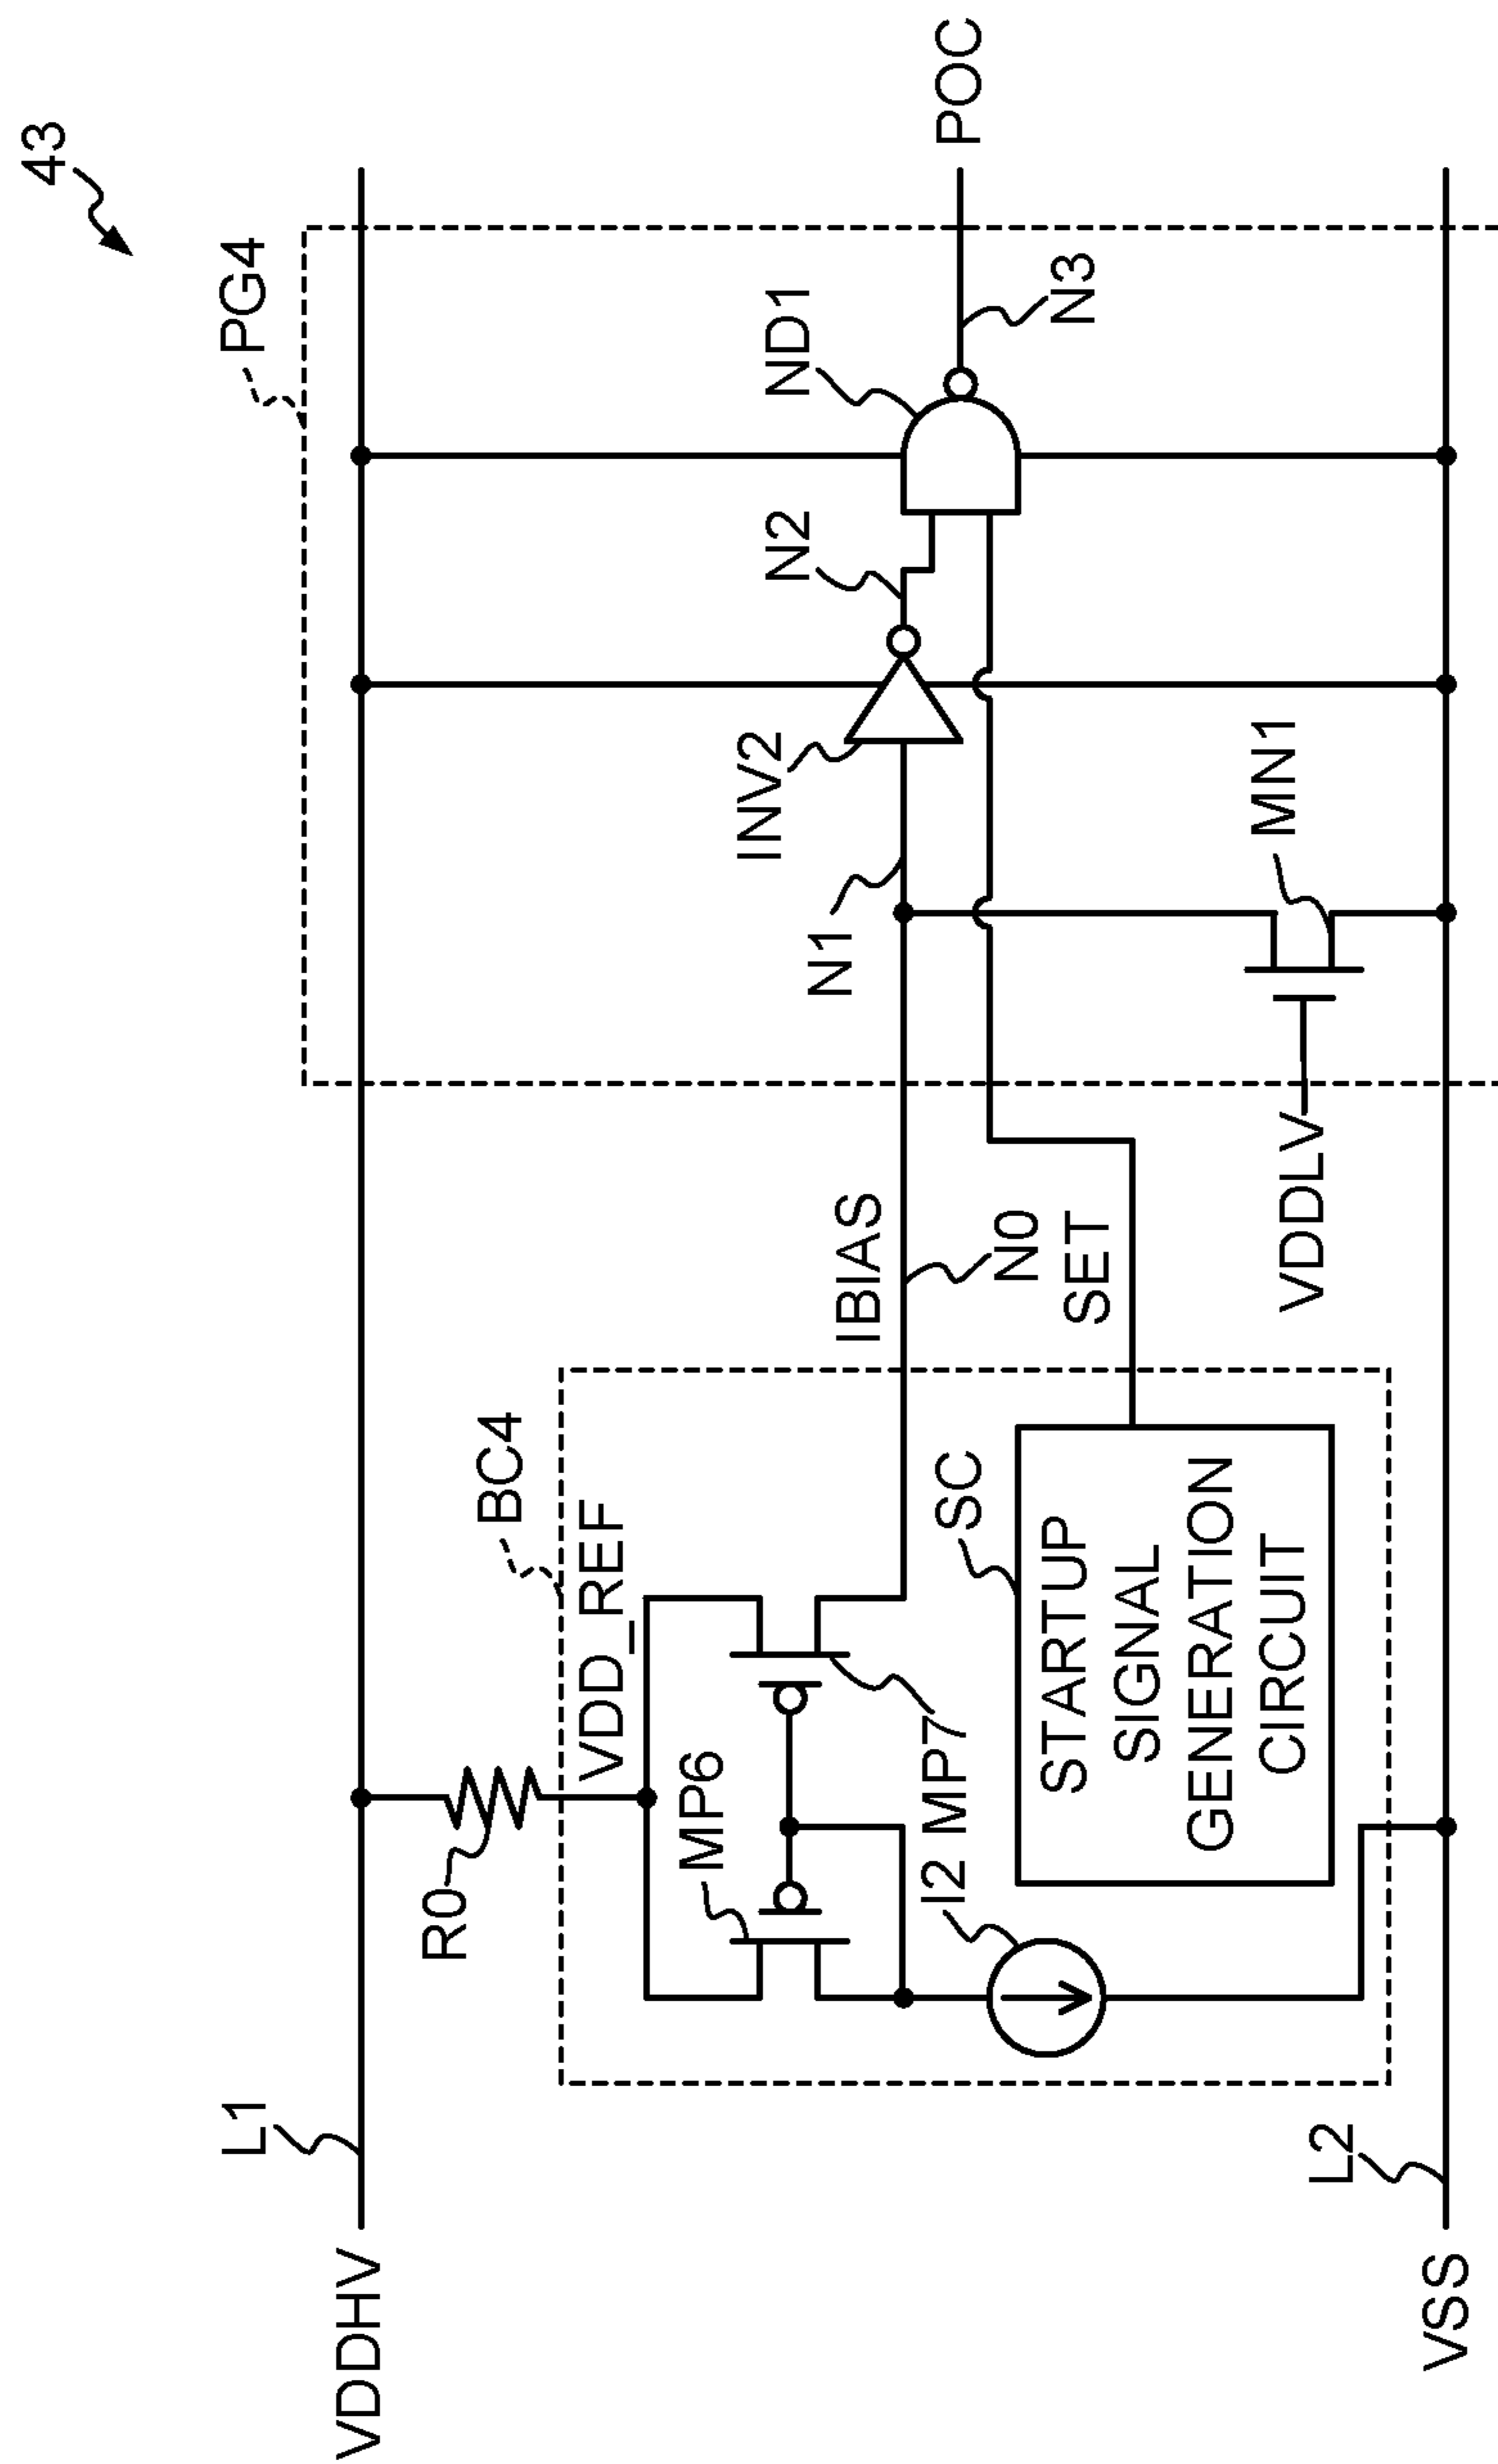 43
PG4
L1
VDDHV
R0
BC4
VDD_REF
MP6
MP7
I2
SC
STARTUP
SIGNAL
GENERATION
CIRCUIT
IBIAS
N0
SET
N1
INV2
N2
ND1
N3
POC
VDDLV
MN1
L2
VSS